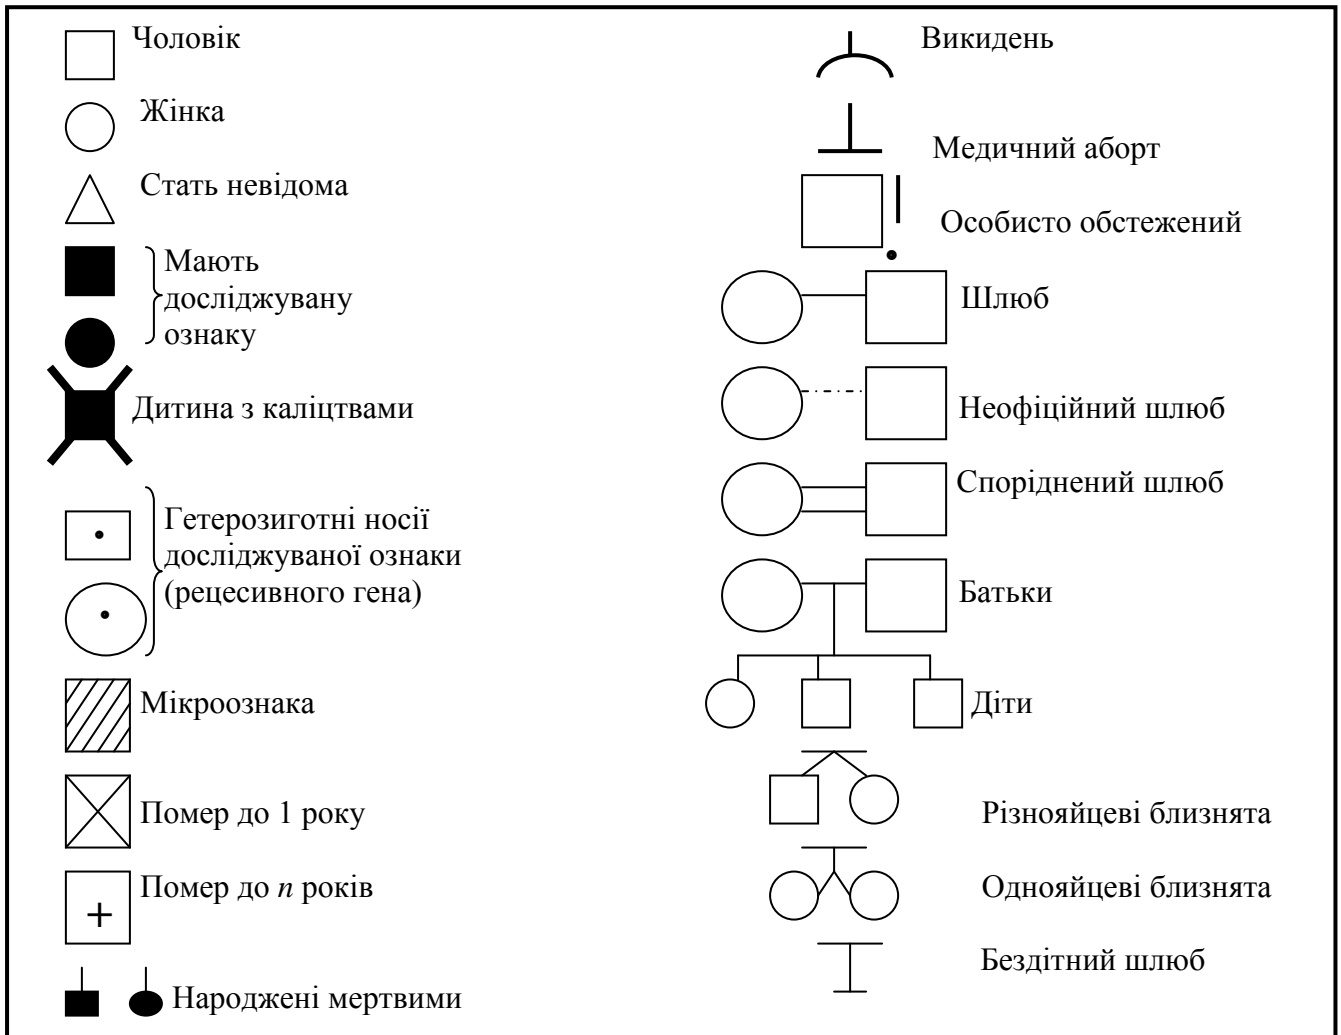 Чоловік
Жінка
Стать невідома
Мають
досліджувану
ознаку
Дитина з каліцтвами
Гетерозиготні носії
досліджуваної ознаки
(рецесивного гена)
Мікроознака
Помер до 1 року
Помер до n років
Народжені мертвими
Викидень
Медичний аборт
Особисто обстежений
Шлюб
Неофіційний шлюб
Споріднений шлюб
Батьки
Діти
Різнояйцеві близнята
Однояйцеві близнята
Бездітний шлюб